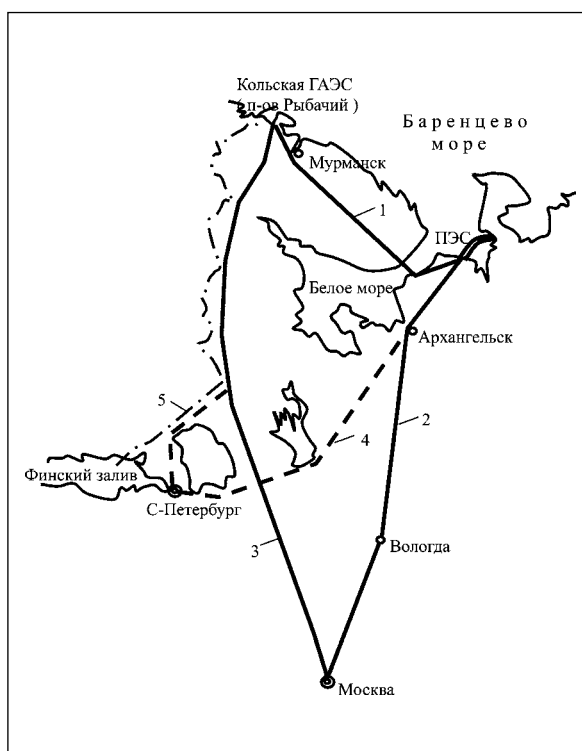 Кольская ГАЭС
( п-ов Рыбачий )
Баренцево
море
Мурманск
1
ПЭС
Белое море
Архангельск
5
2
4
Финский залив
С-Петербург
3
Вологда
Москва